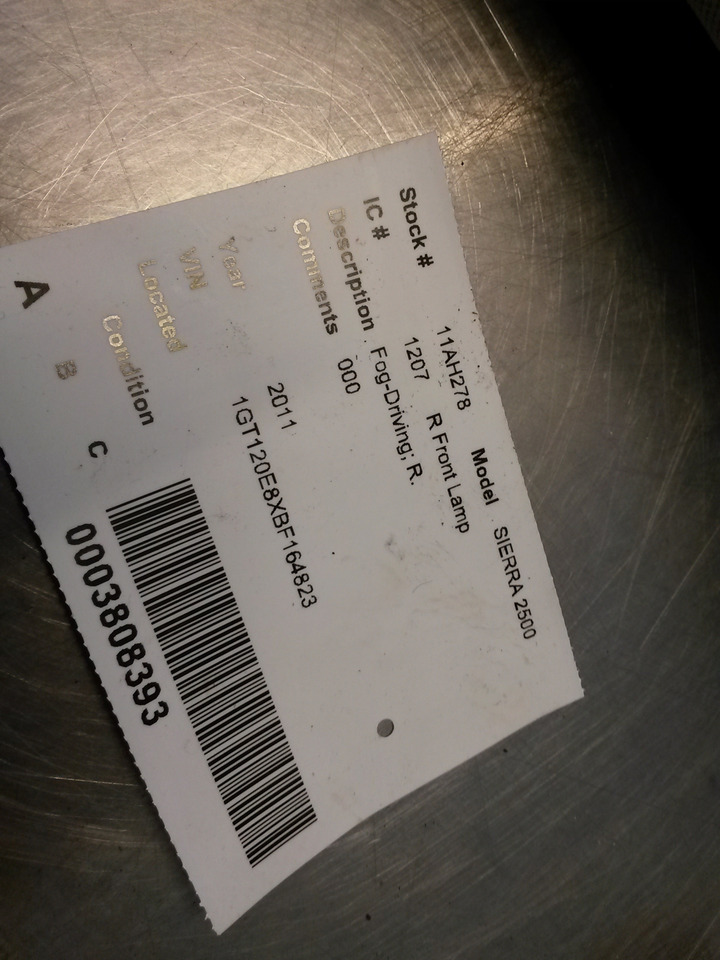 Stock # 11AH278 Model SIERRA 2500
IC # 1207 R Front Lamp
Description Fog-Driving; R.
Comments 000
Year 2011
VIN 1GT120E8XBF164823
Located
Condition
A B C
0003808393